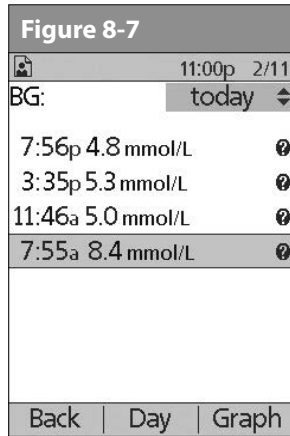 Figure 8-7
11:00p 2/11
BG: today
7:56p 4.8 mmol/L ?
3:35p 5.3 mmol/L ?
11:46a 5.0 mmol/L ?
7:55a 8.4 mmol/L ?
Back | Day | Graph